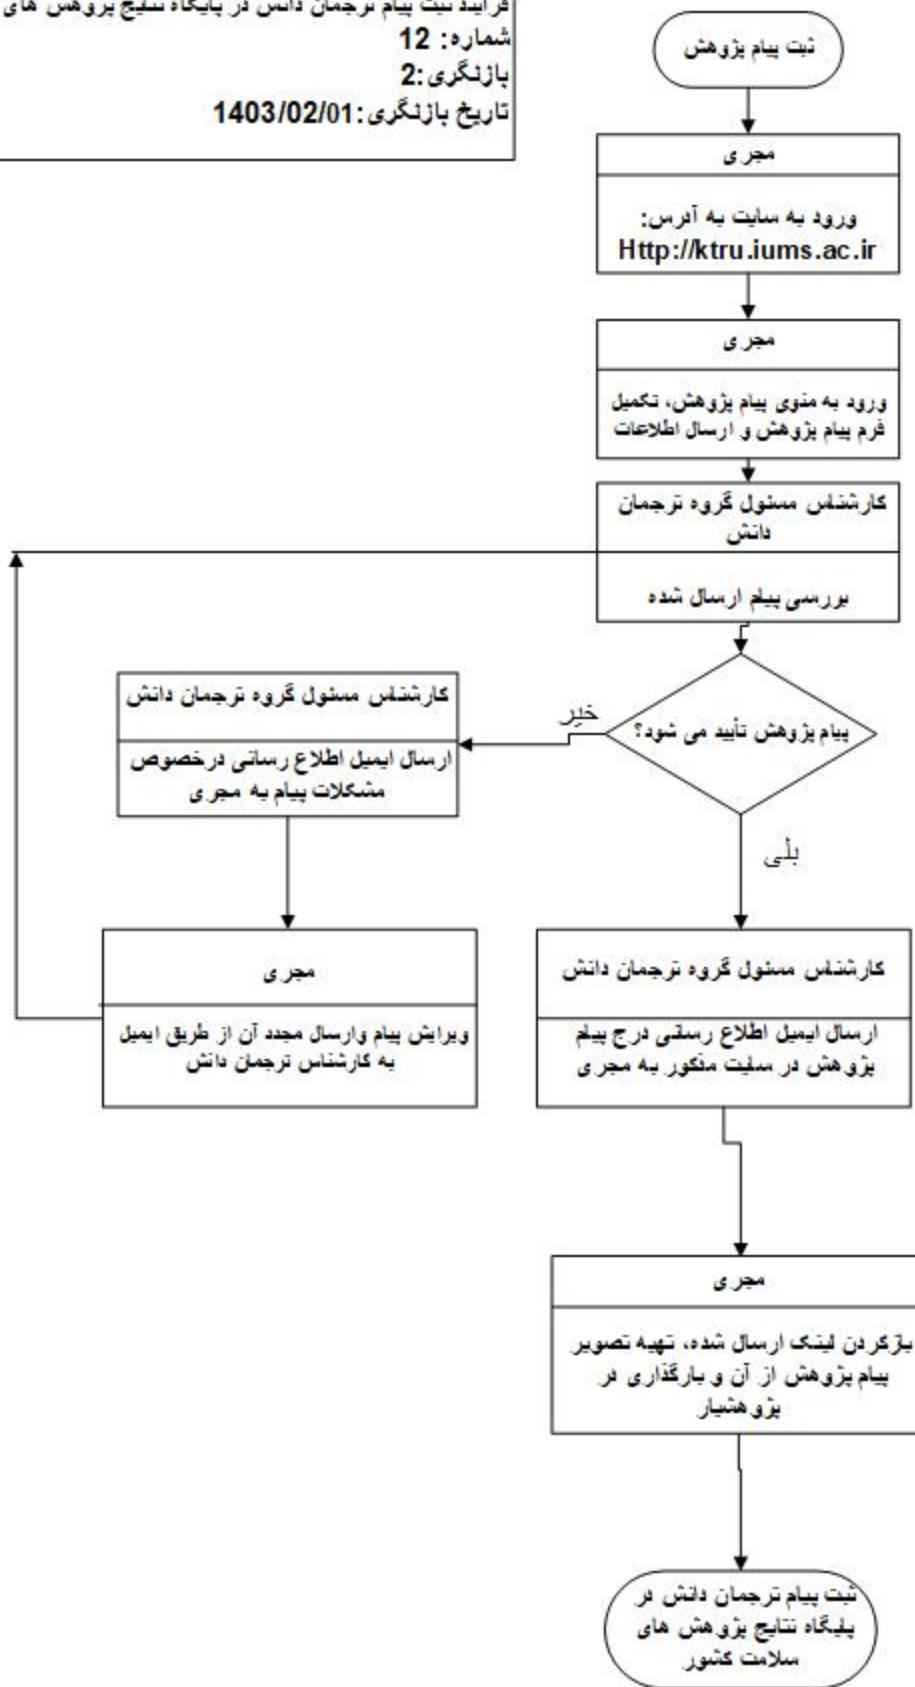 فرآیند ثبت پیام ترجمان دانش در پایگاه نتایج پژوهش های
شماره: 12
بازنگری:2
تاریخ بازنگری:1403/02/01
ثبت پیام پژوهش
مجری
ورود به سایت به آدرس:
Http://ktru.iums.ac.ir
مجری
ورود به منوی پیام پژوهش، تکمیل
فرم پیام پژوهش و ارسال اطلاعات
کارشناس مسئول گروه ترجمان
دانش
بررسی پیام ارسال شده
پیام پژوهش تأیید می شود؟
خیر
کارشناس مسئول گروه ترجمان دانش
ارسال ایمیل اطلاع رسانی درخصوص
مشکلات پیام به مجری
بلی
مجری
ویرایش پیام وارسال مجدد آن از طریق ایمیل
به کارشناس ترجمان دانش
کارشناس مسئول گروه ترجمان دانش
ارسال ایمیل اطلاع رسانی درج پیام
پژوهش در سایت مذکور به مجری
مجری
بازکردن لینک ارسال شده، تهیه تصویر
پیام پژوهش از آن و بارگذاری در
پژوهشیار
ثبت پیام ترجمان دانش در
پایگاه نتایج پژوهش های
سلامت کشور